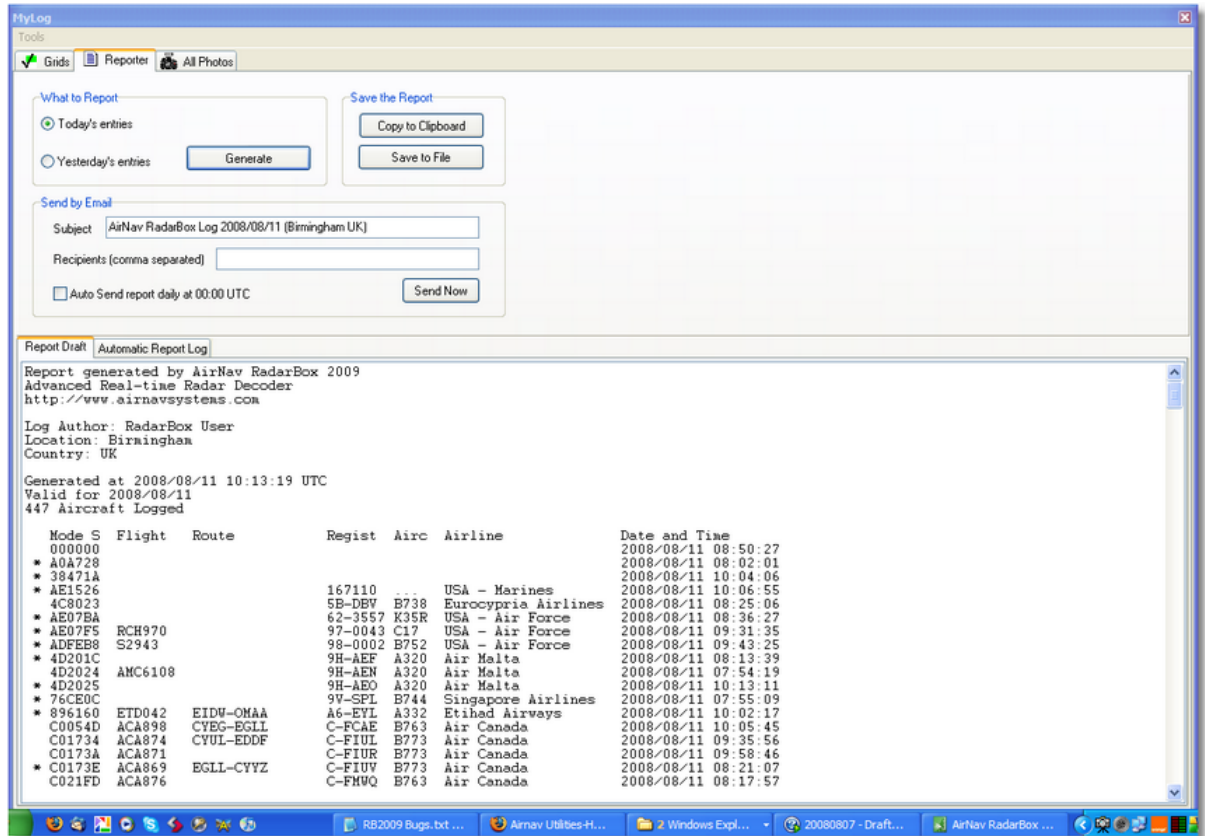 MyLog
Tools
Grids Reporter All Photos
What to Report Save the Report
Today's entries Copy to Clipboard
Yesterday's entries Generate Save to File
Send by Email
Subject AirNav RadarBox Log 2008/08/11 (Birmingham UK)
Recipients (comma separated)
Auto Send report daily at 00:00 UTC Send Now
Report Draft Automatic Report Log
Report generated by AirNav RadarBox 2009
Advanced Real-time Radar Decoder
http://www.airnavsystems.com
Log Author: RadarBox User
Location: Birmingham
Country: UK
Generated at 2008/08/11 10:13:19 UTC
Valid for 2008/08/11
447 Aircraft Logged
Mode S Flight Route Regist Airc Airline Date and Time
000000 2008/08/11 08:50:27
* A0A728 2008/08/11 08:02:01
* 38471A 2008/08/11 10:04:06
* AE1526 167110 ... USA - Marines 2008/08/11 10:06:55
4C8023 5B-DBV B738 Eurocypria Airlines 2008/08/11 08:25:06
* AE07BA 62-3557 K35R USA - Air Force 2008/08/11 08:36:27
* AE07F5 RCH970 97-0043 C17 USA - Air Force 2008/08/11 09:31:35
* ADFEB8 S2943 98-0002 B752 USA - Air Force 2008/08/11 09:43:25
* 4D201C 9H-AEF A320 Air Malta 2008/08/11 08:13:39
4D2024 AMC6108 9H-AEN A320 Air Malta 2008/08/11 07:54:19
* 4D2025 9H-AEO A320 Air Malta 2008/08/11 10:13:11
* 76CE0C 9V-SPL B744 Singapore Airlines 2008/08/11 07:55:09
* 896160 ETD042 EIDW-OMAA A6-EYL A332 Etihad Airways 2008/08/11 10:02:17
C0054D ACA898 CYEG-EGLL C-FCAE B763 Air Canada 2008/08/11 10:05:45
C01734 ACA874 CYUL-EDDF C-FIUL B773 Air Canada 2008/08/11 09:35:56
C0173A ACA871 C-FIUR B773 Air Canada 2008/08/11 09:58:46
* C0173E ACA869 EGLL-CYYZ C-FIUV B773 Air Canada 2008/08/11 08:21:07
C021FD ACA876 C-FMWQ B763 Air Canada 2008/08/11 08:17:57
RB2009 Bugs.txt ... Airnav Utilities-H... 2 Windows Expl... 20080807 - Draft... AirNav RadarBox ...